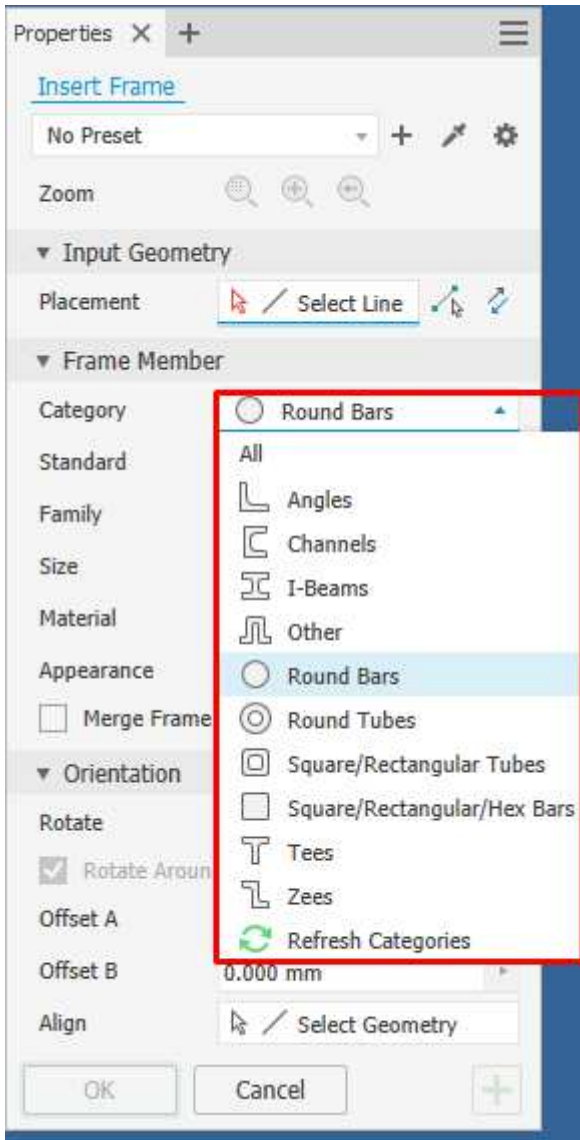 Properties
Insert Frame
No Preset
Zoom
Input Geometry
Placement Select Line
Frame Member
Category Round Bars
Standard All
Angles
Family Channels
Size I-Beams
Material Other
Appearance Round Bars
Merge Frame Round Tubes
Orientation Square/Rectangular Tubes
Rotate Square/Rectangular/Hex Bars
Tees
Rotate Aroun
Zees
Offset A Refresh Categories
Offset B 0.000 mm
Align Select Geometry
OK Cancel